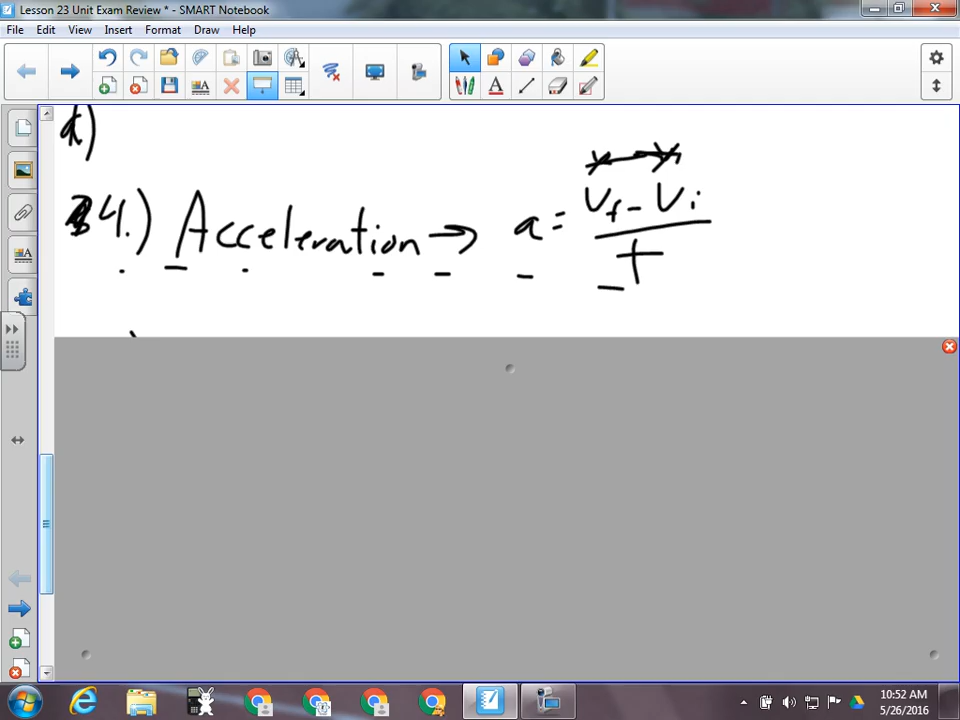 Lesson 23 Unit Exam Review * - SMART Notebook
File Edit View Insert Format Draw Help
d)
4.) Acceleration → a = Vf - Vi / t
10:52 AM
5/26/2016